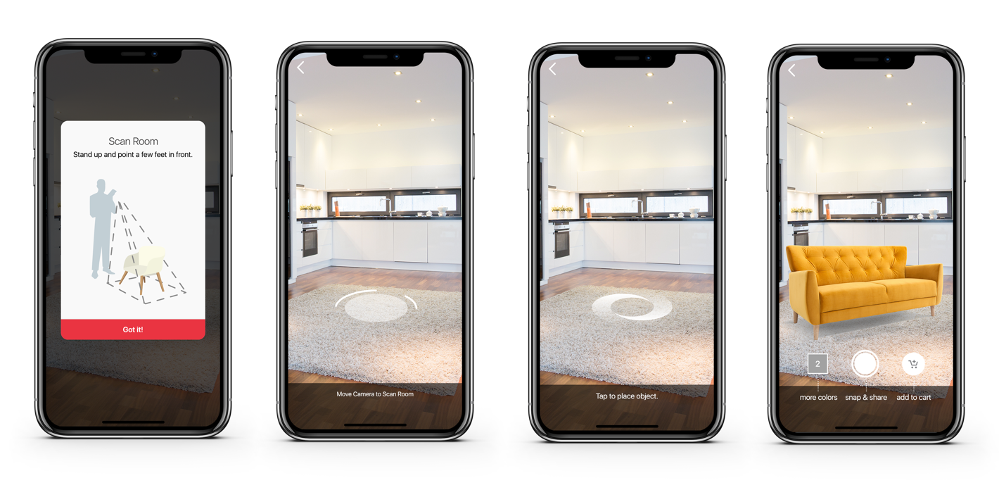 Scan Room
Stand up and point a few feet in front.
Got it!
Move Camera to Scan Room
Tap to place object.
2
more colors snap & share add to cart